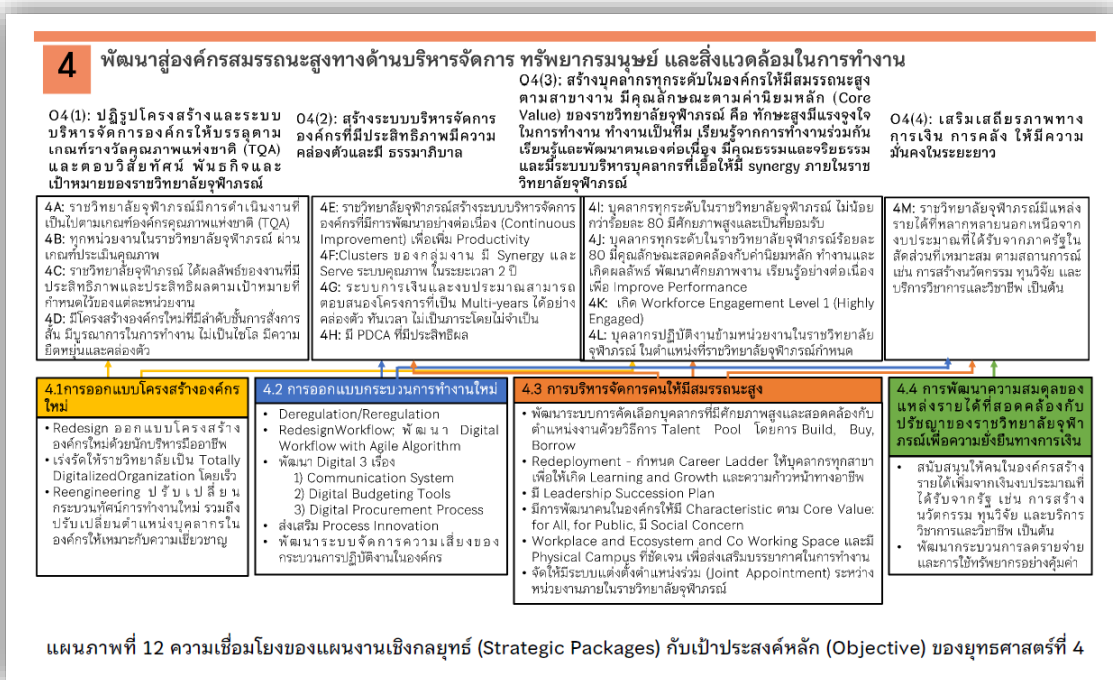 4
พัฒนาสู่องค์กรสมรรถนะสูงทางด้านบริหารจัดการ ทรัพยากรมนุษย์ และสิ่งแวดล้อมในการทำงาน
O4(1): ปฏิรูปโครงสร้างและระบบ
บริหารจัดการองค์กรให้บรรลุตาม
เกณฑ์รางวัลคุณภาพแห่งชาติ (TQA)
และตอบวิสัยทัศน์ พันธกิจและ
เป้าหมายของราชวิทยาลัยจุฬาภรณ์
O4(2): สร้างระบบบริหารจัดการ
องค์กรที่มีประสิทธิภาพมีความ
คล่องตัวและมี ธรรมาภิบาล
O4(3): สร้างบุคลากรทุกระดับในองค์กรให้มีสมรรถนะสูง
ตามสาขางาน มีคุณลักษณะตามค่านิยมหลัก (Core
Value) ของราชวิทยาลัยจุฬาภรณ์ คือ ทักษะสูงมีแรงจูงใจ
ในการทำงาน ทำงานเป็นทีม เรียนรู้จากการทำงานร่วมกัน
เรียนรู้และพัฒนาตนเองต่อเนื่อง มีคุณธรรมและจริยธรรม
และมีระบบบริหารบุคลากรที่เอื้อให้มี synergy ภายในราช
วิทยาลัยจุฬาภรณ์
O4(4): เสริมเสถียรภาพทาง
การเงิน การคลัง ให้มีความ
มั่นคงในระยะยาว
4A: ราชวิทยาลัยจุฬาภรณ์มีการดำเนินงานที่
เป็นไปตามเกณฑ์องค์กรคุณภาพแห่งชาติ (TQA)
4B: ทุกหน่วยงานในราชวิทยาลัยจุฬาภรณ์ ผ่าน
เกณฑ์ประเมินคุณภาพ
4C: ราชวิทยาลัยจุฬาภรณ์ ได้ผลลัพธ์ของงานที่มี
ประสิทธิภาพและประสิทธิผลตามเป้าหมายที่
กำหนดไว้ของแต่ละหน่วยงาน
4D: มีโครงสร้างองค์กรใหม่ที่มีลำดับชั้นการสั่งการ
สั้น มีบูรณาการในการทำงาน ไม่เป็นไซโล มีความ
ยืดหยุ่นและคล่องตัว
4E: ราชวิทยาลัยจุฬาภรณ์สร้างระบบบริหารจัดการ
องค์กรที่มีการพัฒนาอย่างต่อเนื่อง (Continuous
Improvement) เพื่อเพิ่ม Productivity
4F:Clusters ของกลุ่มงาน มี Synergy และ
Serve ระบบคุณภาพ ในระยะเวลา 2 ปี
4G: ระบบการเงินและงบประมาณสามารถ
ตอบสนองโครงการที่เป็น Multi-years ได้อย่าง
คล่องตัว ทันเวลา ไม่เป็นภาระโดยไม่จำเป็น
4H: มี PDCA ที่มีประสิทธิผล
4I: บุคลากรทุกระดับในราชวิทยาลัยจุฬาภรณ์ ไม่น้อย
กว่าร้อยละ 80 มีศักยภาพสูงและเป็นที่ยอมรับ
4J: บุคลากรทุกระดับในราชวิทยาลัยจุฬาภรณ์ร้อยละ
80 มีคุณลักษณะสอดคล้องกับค่านิยมหลัก ทำงานและ
เกิดผลลัพธ์ พัฒนาศักยภาพงาน เรียนรู้อย่างต่อเนื่อง
เพื่อ Improve Performance
4K: เกิด Workforce Engagement Level 1 (Highly
Engaged)
4L: บุคลากรปฏิบัติงานข้ามหน่วยงานในราชวิทยาลัย
จุฬาภรณ์ ในตำแหน่งที่ราชวิทยาลัยจุฬาภรณ์กำหนด
4M: ราชวิทยาลัยจุฬาภรณ์มีแหล่ง
รายได้ที่หลากหลายนอกเหนือจาก
งบประมาณที่ได้รับจากภาครัฐใน
สัดส่วนที่เหมาะสม ตามสถานการณ์
เช่น การสร้างนวัตกรรม ทุนวิจัย และ
บริการวิชาการและวิชาชีพ เป็นต้น
4.1การออกแบบโครงสร้างองค์กร
ใหม่
• Redesign ออกแบบโครงสร้าง
องค์กรใหม่ด้วยนักบริหารมืออาชีพ
• เร่งรัดให้ราชวิทยาลัยเป็น Totally
DigitalizedOrganization โดยเร็ว
• Reengineering ปรับเปลี่ยน
กระบวนทัศน์การทำงานใหม่ รวมถึง
ปรับเปลี่ยนตำแหน่งบุคลากรใน
องค์กรให้เหมาะกับความเชี่ยวชาญ
4.2 การออกแบบกระบวนการทำงานใหม่
• Deregulation/Reregulation
• RedesignWorkflow; พัฒนา Digital
Workflow with Agile Algorithm
• พัฒนา Digital 3 เรื่อง
1) Communication System
2) Digital Budgeting Tools
3) Digital Procurement Process
• ส่งเสริม Process Innovation
• พัฒนาระบบจัดการความเสี่ยงของ
กระบวนการปฏิบัติงานในองค์กร
4.3 การบริหารจัดการคนให้มีสมรรถนะสูง
• พัฒนาระบบการคัดเลือกบุคลากรที่มีศักยภาพสูงและสอดคล้องกับ
ตำแหน่งงานด้วยวิธีการ Talent Pool โดยการ Build, Buy,
Borrow
• Redeployment - กำหนด Career Ladder ให้บุคลากรทุกสาขา
เพื่อให้เกิด Learning and Growth และความก้าวหน้าทางอาชีพ
• มี Leadership Succession Plan
• มีการพัฒนาคนในองค์กรให้มี Characteristic ตาม Core Value:
for All, for Public, มี Social Concern
• Workplace and Ecosystem and Co Working Space และมี
Physical Campus ที่ชัดเจน เพื่อส่งเสริมบรรยากาศในการทำงาน
• จัดให้มีระบบแต่งตั้งตำแหน่งร่วม (Joint Appointment) ระหว่าง
หน่วยงานภายในราชวิทยาลัยจุฬาภรณ์
4.4 การพัฒนาความสมดุลของ
แหล่งรายได้ที่สอดคล้องกับ
ปรัชญาของราชวิทยาลัยจุฬา
ภรณ์เพื่อความยั่งยืนทางการเงิน
• สนับสนุนให้คนในองค์กรสร้าง
รายได้เพิ่มจากเงินงบประมาณที่
ได้รับจากรัฐ เช่น การสร้าง
นวัตกรรม ทุนวิจัย และบริการ
วิชาการและวิชาชีพ เป็นต้น
• พัฒนากระบวนการลดรายจ่าย
และการใช้ทรัพยากรอย่างคุ้มค่า
แผนภาพที่ 12 ความเชื่อมโยงของแผนงานเชิงกลยุทธ์ (Strategic Packages) กับเป้าประสงค์หลัก (Objective) ของยุทธศาสตร์ที่ 4